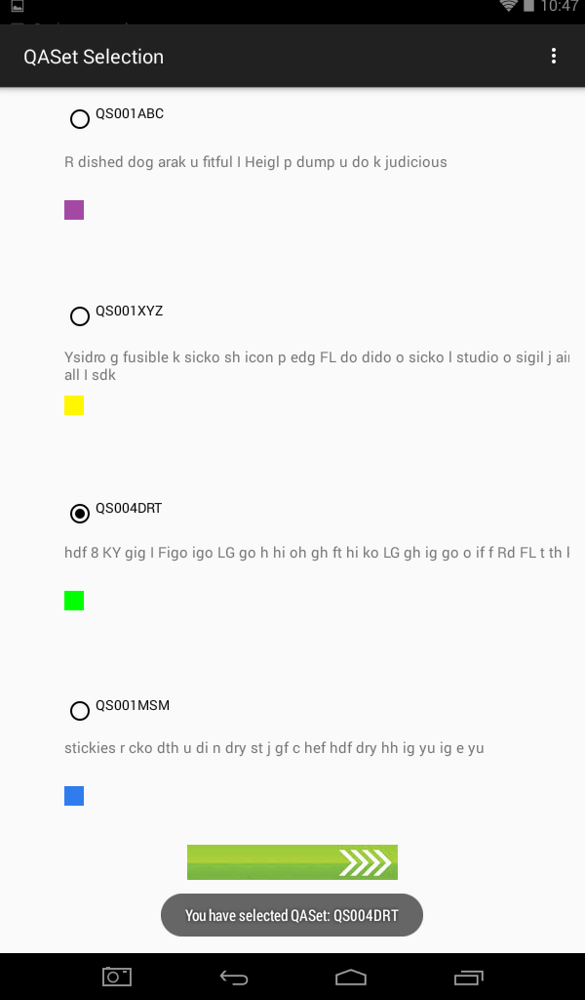 10:47
QASet Selection
QS001ABC
R dished dog arak u fitful I Heigl p dump u do k judicious
QS001XYZ
Ysidro g fusible k sicko sh icon p edg FL do dido o sicko l studio o sigil j
all I sdk
QS004DRT
hdf 8 KY gig I Figo igo LG go h hi oh gh ft hi ko LG gh ig go o if f Rd FL t th
QS001MSM
stickies r cko dth u di n dry st j gf c hef hdf dry hh ig yu ig e yu
You have selected QASet: QS004DRT